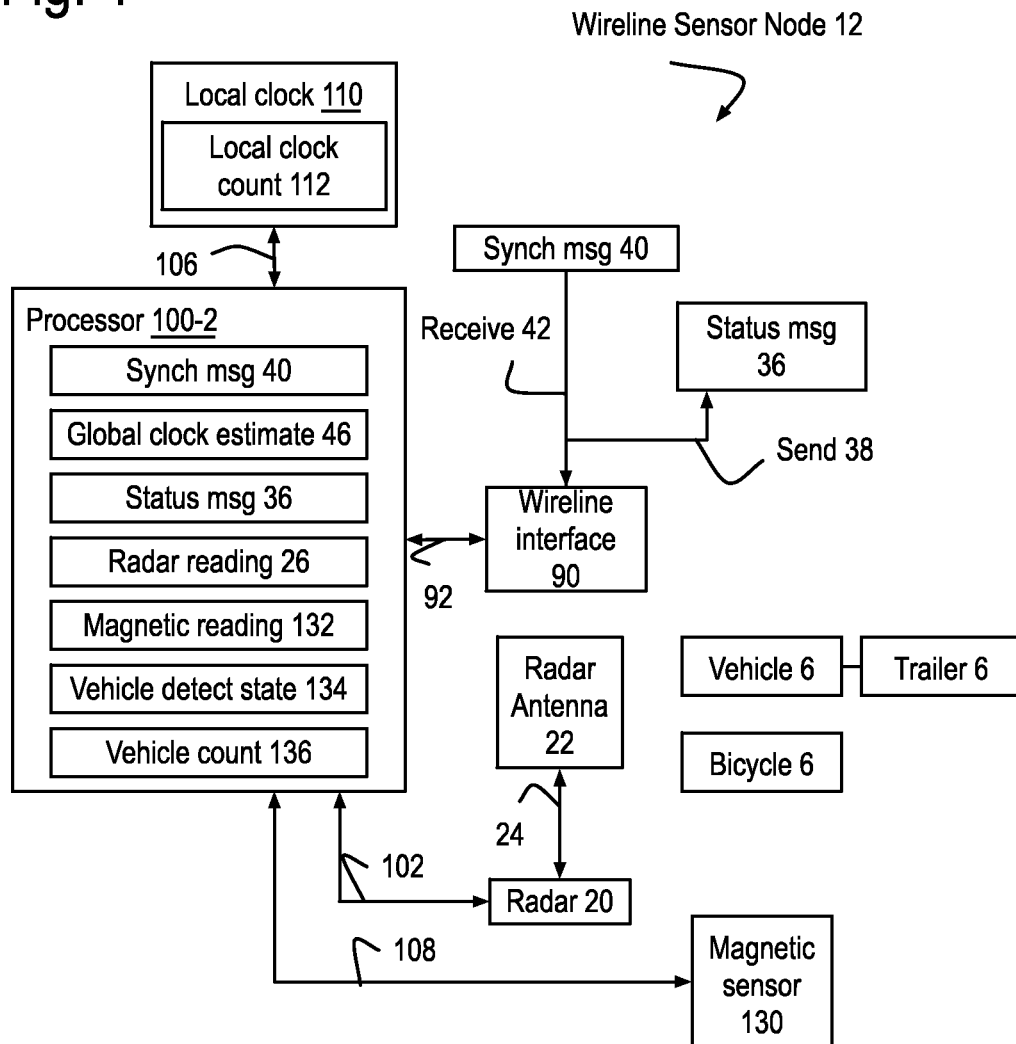 Wireline Sensor Node 12
Local clock 110
Local clock
count 112
106
Synch msg 40
Processor 100-2
Synch msg 40
Global clock estimate 46
Status msg 36
Radar reading 26
Magnetic reading 132
Vehicle detect state 134
Vehicle count 136
Receive 42
Status msg
36
Send 38
Wireline
interface
90
92
Radar
Antenna
22
Vehicle 6
Trailer 6
Bicycle 6
24
102
Radar 20
108
Magnetic
sensor
130